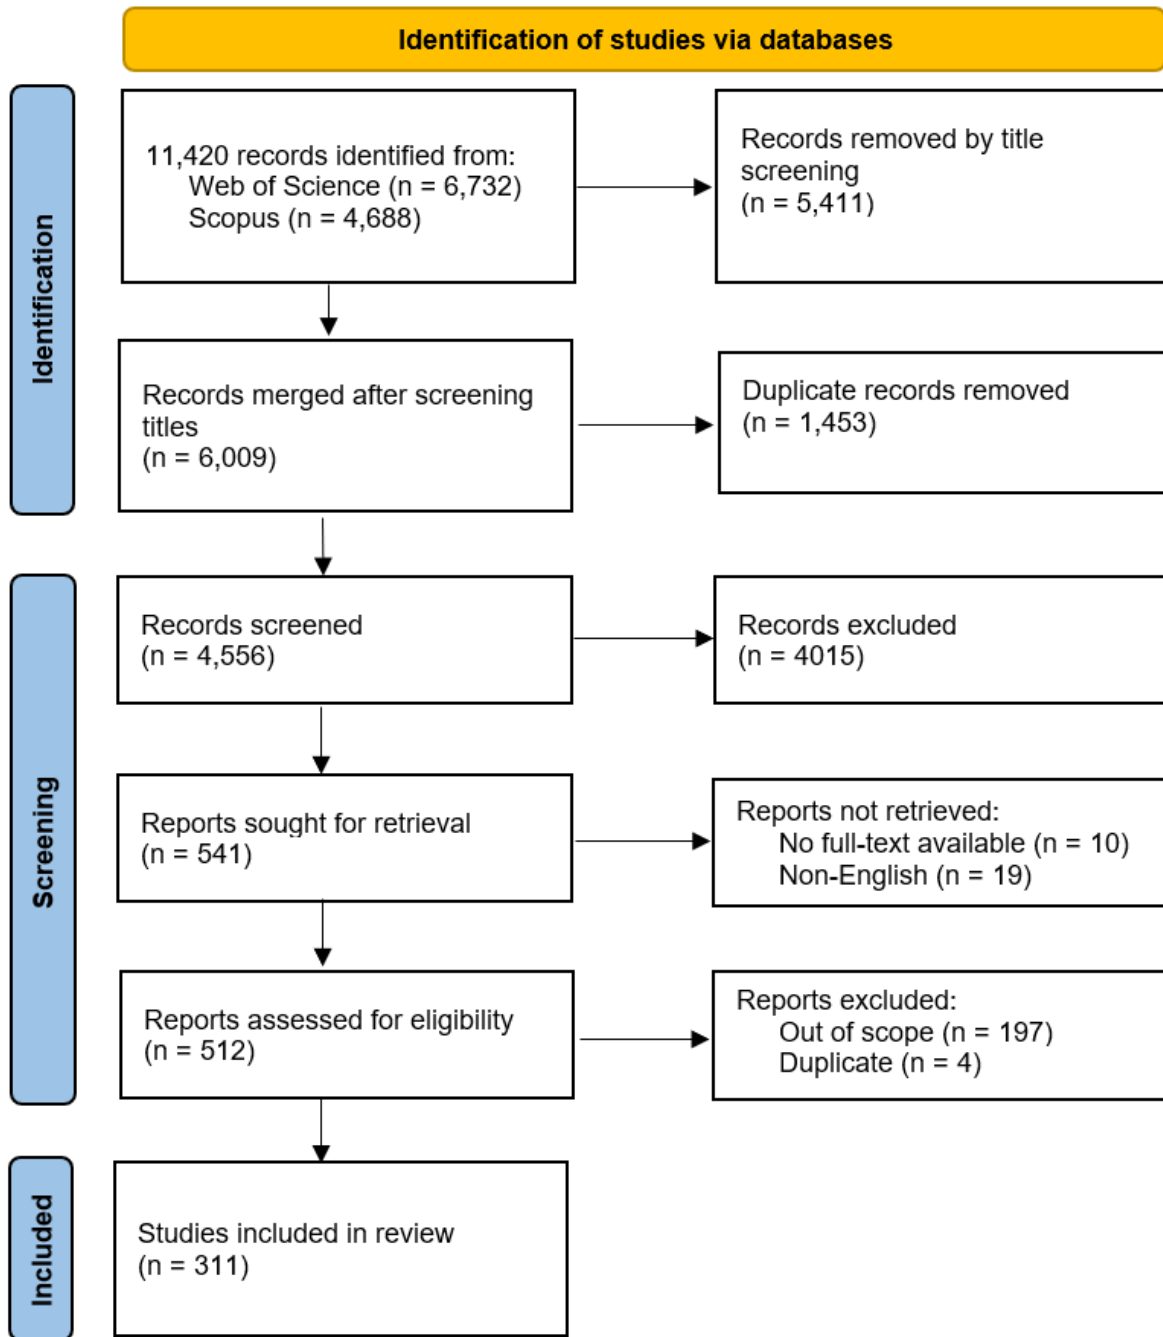 Identification of studies via databases
Identification
11,420 records identified from:
Web of Science (n = 6,732)
Scopus (n = 4,688)
Records removed by title
screening
(n = 5,411)
Records merged after screening
titles
(n = 6,009)
Duplicate records removed
(n = 1,453)
Screening
Records screened
(n = 4,556)
Records excluded
(n = 4015)
Reports sought for retrieval
(n = 541)
Reports not retrieved:
No full-text available (n = 10)
Non-English (n = 19)
Reports assessed for eligibility
(n = 512)
Reports excluded:
Out of scope (n = 197)
Duplicate (n = 4)
Included
Studies included in review
(n = 311)